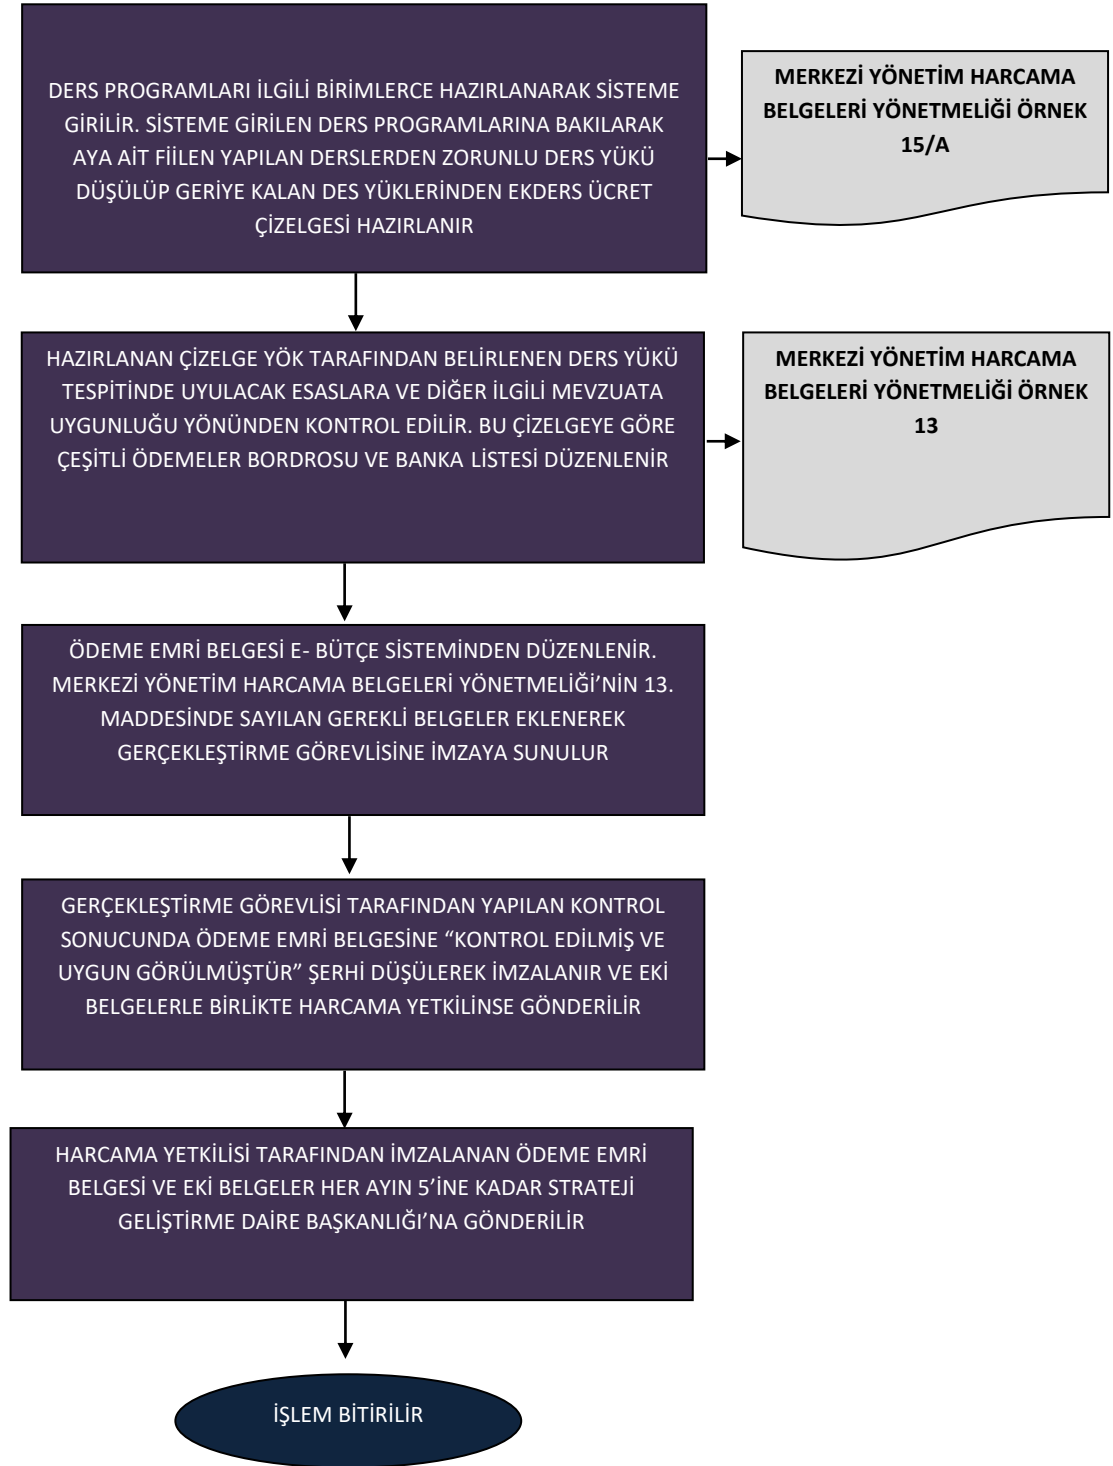 DERS PROGRAMLARI İLGİLİ BİRİMLERCE HAZIRLANARAK SİSTEME
GİRİLİR. SİSTEME GİRİLEN DERS PROGRAMLARINA BAKILARAK
AYA AİT FİİLEN YAPILAN DERSLERDEN ZORUNLU DERS YÜKÜ
DÜŞÜLÜP GERİYE KALAN DES YÜKLERİNDEN EKDERS ÜCRET
ÇİZELGESİ HAZIRLANIR
MERKEZİ YÖNETİM HARCAMA
BELGELERİ YÖNETMELİĞİ ÖRNEK
15/A
HAZIRLANAN ÇİZELGE YÖK TARAFINDAN BELİRLENEN DERS YÜKÜ
TESPİTİNDE UYULACAK ESASLARA VE DİĞER İLGİLİ MEVZUATA
UYGUNLUĞU YÖNÜNDEN KONTROL EDİLİR. BU ÇİZELGEYE GÖRE
ÇEŞİTLİ ÖDEMELER BORDROSU VE BANKA LİSTESİ DÜZENLENİR
MERKEZİ YÖNETİM HARCAMA
BELGELERİ YÖNETMELİĞİ ÖRNEK
13
ÖDEME EMRİ BELGESİ E- BÜTÇE SİSTEMİNDEN DÜZENLENİR.
MERKEZİ YÖNETİM HARCAMA BELGELERİ YÖNETMELİĞİ’NİN 13.
MADDESİNDE SAYILAN GEREKLİ BELGELER EKLENEREK
GERÇEKLEŞTİRME GÖREVLİSİNE İMZAYA SUNULUR
GERÇEKLEŞTİRME GÖREVLİSİ TARAFINDAN YAPILAN KONTROL
SONUCUNDA ÖDEME EMRİ BELGESİNE “KONTROL EDİLMİŞ VE
UYGUN GÖRÜLMÜŞTÜR” ŞERHİ DÜŞÜLEREK İMZALANIR VE EKİ
BELGELERLE BİRLİKTE HARCAMA YETKİLİNSE GÖNDERİLİR
HARCAMA YETKİLİSİ TARAFINDAN İMZALANAN ÖDEME EMRİ
BELGESİ VE EKİ BELGELER HER AYIN 5’İNE KADAR STRATEJİ
GELİŞTİRME DAİRE BAŞKANLIĞI’NA GÖNDERİLİR
İŞLEM BİTİRİLİR